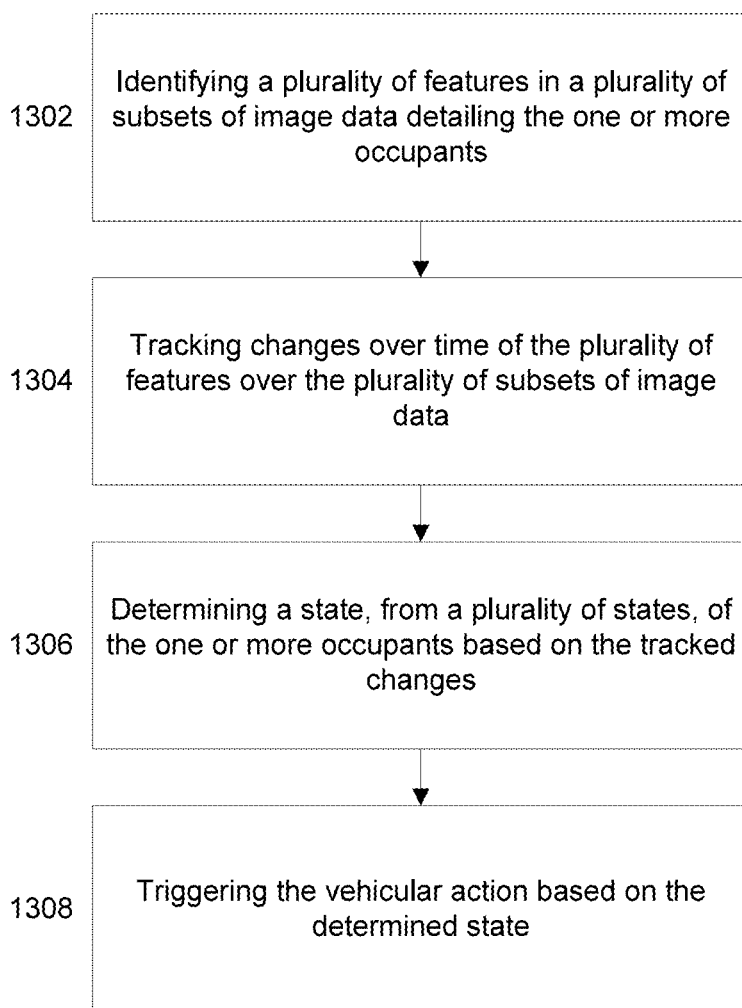 Identifying a plurality of features in a plurality of
1302
subsets of image data detailing the one or more
occupants
Tracking changes over time of the plurality of
1304
features over the plurality of subsets of image
data
Determining a state, from a plurality of states, of
1306
the one or more occupants based on the tracked
changes
Triggering the vehicular action based on the
1308
determined state